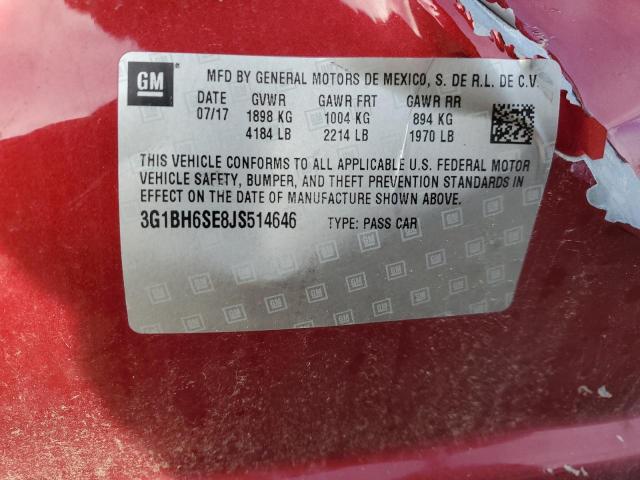 GM MFD BY GENERAL MOTORS DE MEXICO, S. DE R.L. DE C.V.
DATE GVWR GAWR FRT GAWR RR
07/17 1898 KG 1004 KG 894 KG
4184 LB 2214 LB 1970 LB
THIS VEHICLE CONFORMS TO ALL APPLICABLE U.S. FEDERAL MOTOR
VEHICLE SAFETY, BUMPER, AND THEFT PREVENTION STANDARDS IN
EFFECT ON THE DATE OF MANUFACTURE SHOWN ABOVE.
3G1BH6SE8JS514646 TYPE: PASS CAR